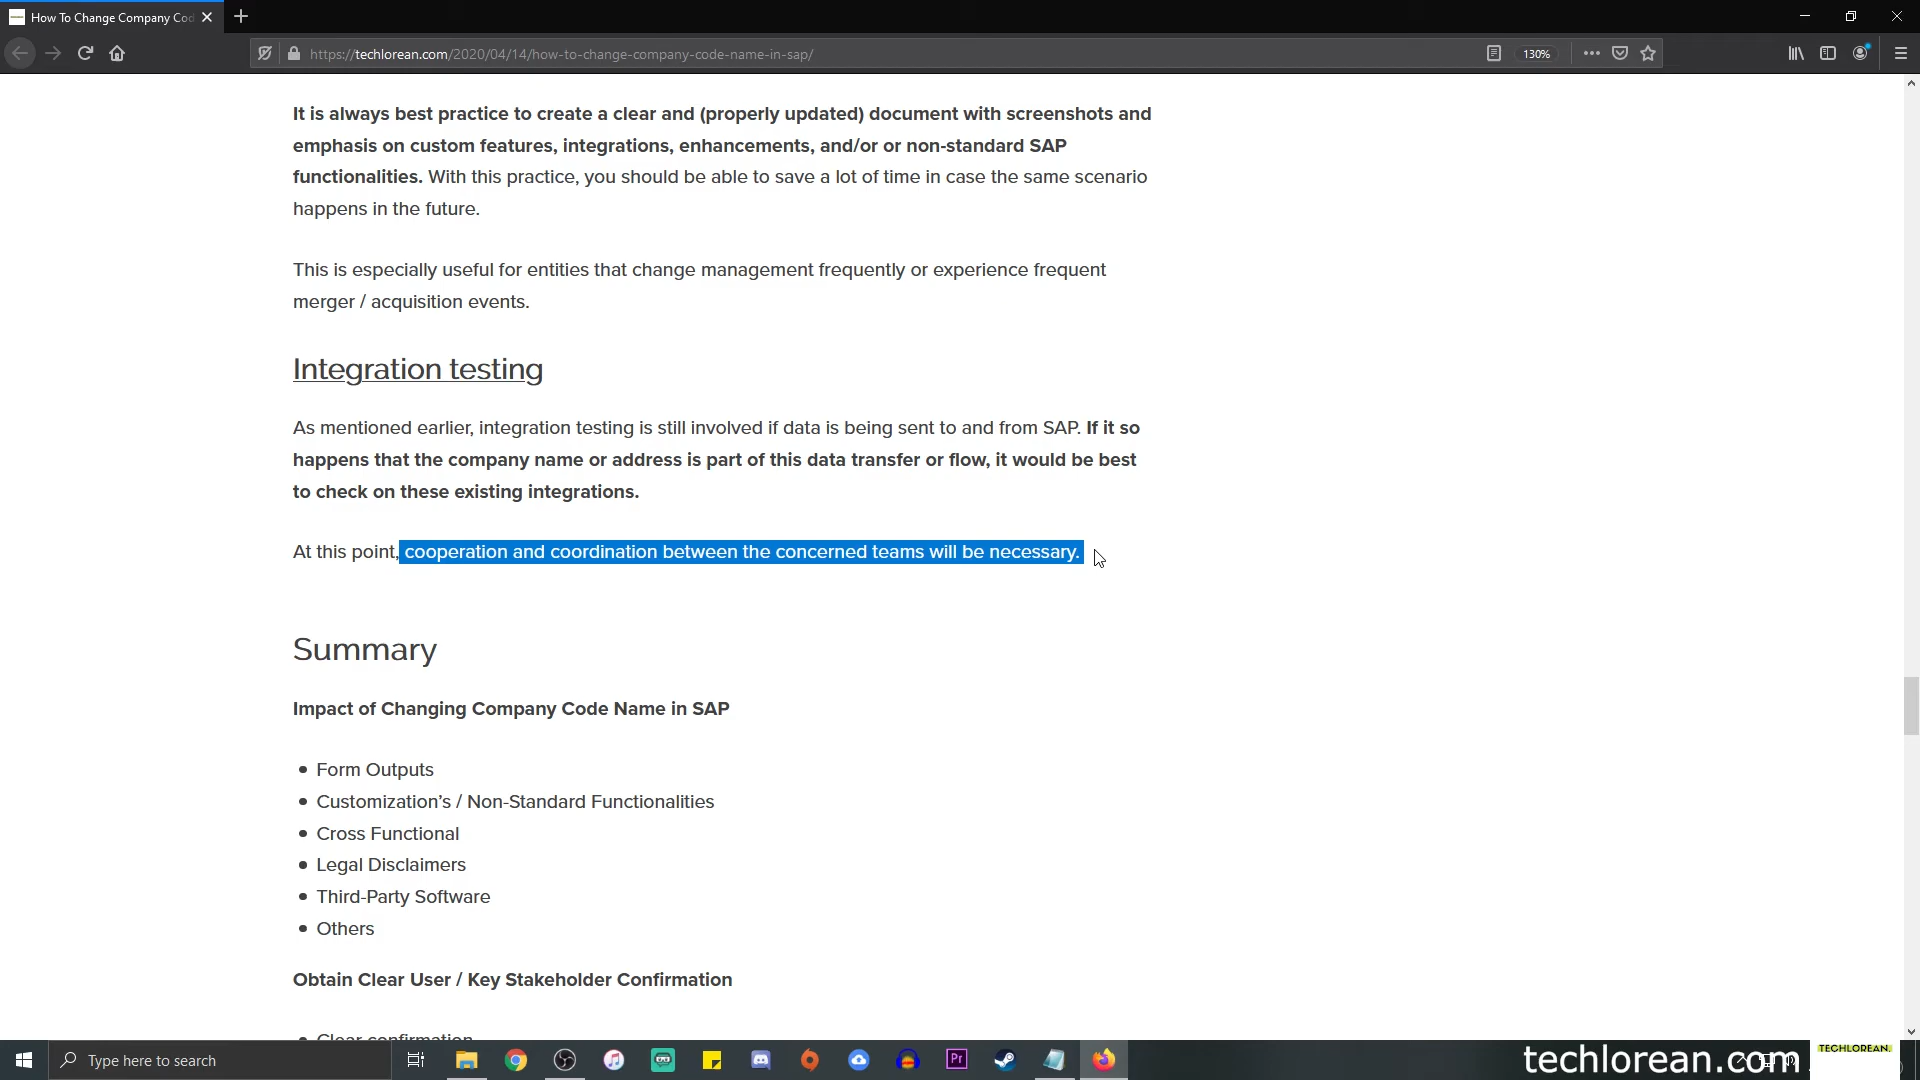 How To Change Company Cod
https://techlorean.com/2020/04/14/how-to-change-company-code-name-in-sap/
130%
It is always best practice to create a clear and (properly updated) document with screenshots and
emphasis on custom features, integrations, enhancements, and/or or non-standard SAP
functionalities. With this practice, you should be able to save a lot of time in case the same scenario
happens in the future.
This is especially useful for entities that change management frequently or experience frequent
merger / acquisition events.
Integration testing
As mentioned earlier, integration testing is still involved if data is being sent to and from SAP. If it so
happens that the company name or address is part of this data transfer or flow, it would be best
to check on these existing integrations.
At this point, cooperation and coordination between the concerned teams will be necessary.
Summary
Impact of Changing Company Code Name in SAP
• Form Outputs
• Customization’s / Non-Standard Functionalities
• Cross Functional
• Legal Disclaimers
• Third-Party Software
• Others
Obtain Clear User / Key Stakeholder Confirmation
• Clear confirmation
Type here to search
Pr
techlorean.com
TECHLOREAN.